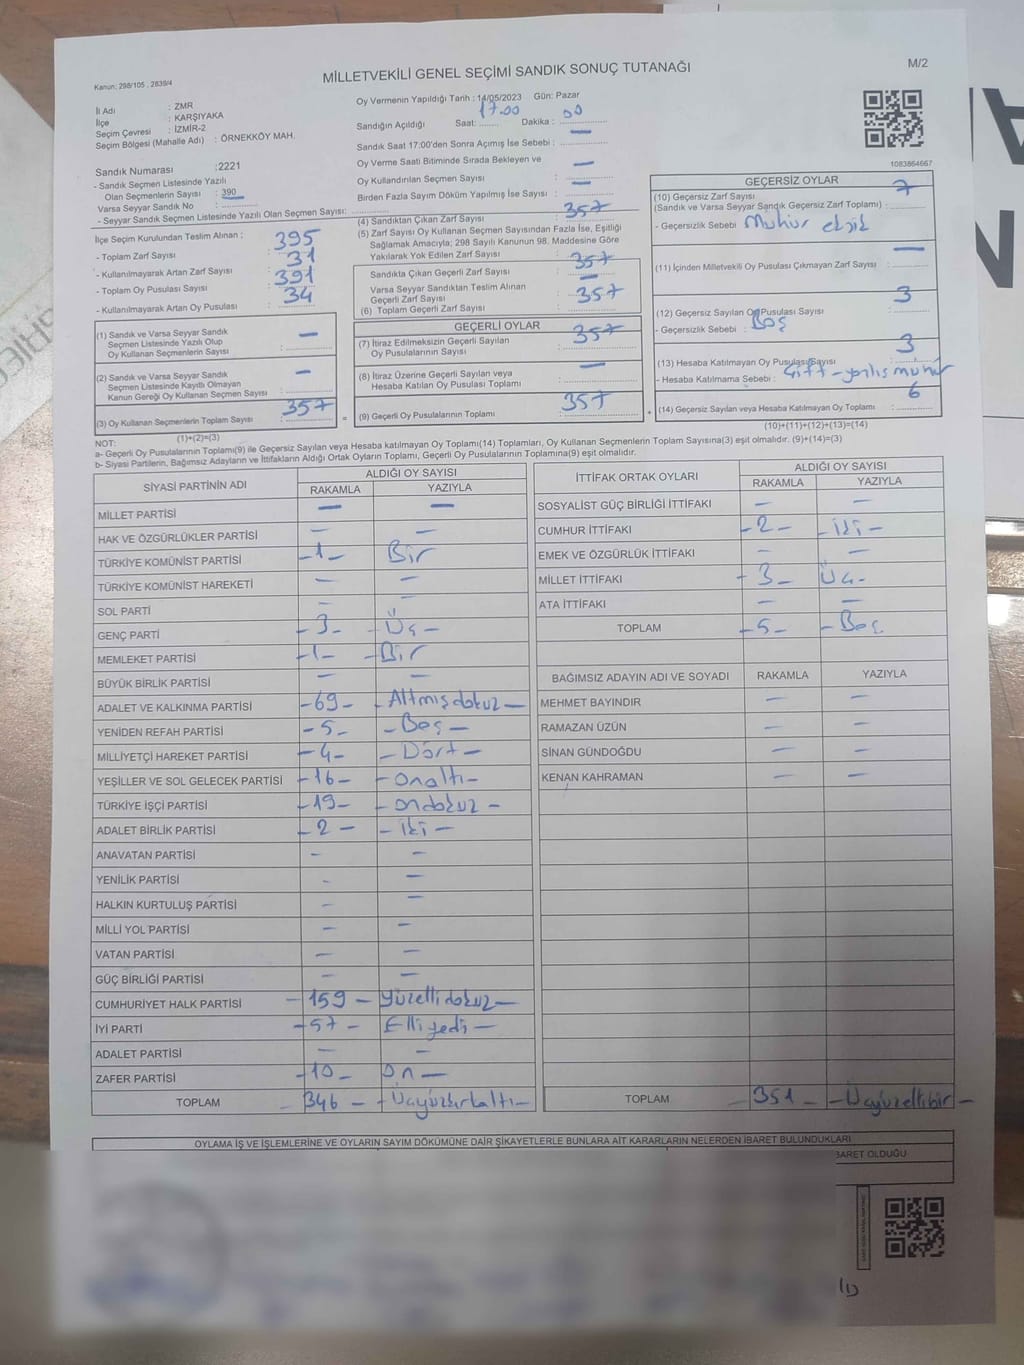 Kanun: 298/105 , 2839/4
MİLLETVEKİLİ GENEL SEÇİMİ SANDIK SONUÇ TUTANAĞI
M/2
İl Adı : ZMR
İlçe : KARŞIYAKA
Seçim Çevresi : İZMİR-2
Seçim Bölgesi (Mahalle Adı) : ÖRNEKKÖY MAH.
Sandık Numarası :2221
- Sandık Seçmen Listesinde Yazılı
Olan Seçmenlerin Sayısı : 390
Varsa Seyyar Sandık No :
- Seyyar Sandık Seçmen Listesinde Yazılı Olan Seçmen Sayısı:
İlçe Seçim Kurulundan Teslim Alınan :
- Toplam Zarf Sayısı : 395
- Kullanılmayarak Artan Zarf Sayısı : 31
- Toplam Oy Pusulası Sayısı : 391
- Kullanılmayarak Artan Oy Pusulası : 34
(1) Sandık ve Varsa Seyyar Sandık
Seçmen Listesinde Yazılı Olup
Oy Kullanan Seçmenlerin Sayısı : —
(2) Sandık ve Varsa Seyyar Sandık
Seçmen Listesinde Kayıtlı Olmayan
Kanun Gereği Oy Kullanan Seçmen Sayısı : —
(3) Oy Kullanan Seçmenlerin Toplam Sayısı : 357
(1)+(2)=(3)
Oy Vermenin Yapıldığı Tarih : 14/05/2023 Gün: Pazar
Sandığın Açıldığı Saat: 17.00 Dakika : 00
Sandık Saat 17:00'den Sonra Açımış İse Sebebi : —
Oy Verme Saati Bitiminde Sırada Bekleyen ve
Oy Kullandırılan Seçmen Sayısı : —
Birden Fazla Sayım Döküm Yapılmış İse Sayısı : —
(4) Sandıktan Çıkan Zarf Sayısı : 357
(5) Zarf Sayısı Oy Kullanan Seçmen Sayısından Fazla İse, Eşitliği
Sağlamak Amacıyla; 298 Sayılı Kanunun 98. Maddesine Göre
Yakılarak Yok Edilen Zarf Sayısı :
Sandıkta Çıkan Geçerli Zarf Sayısı : 357
Varsa Seyyar Sandıktan Teslim Alınan
Geçerli Zarf Sayısı : —
(6) Toplam Geçerli Zarf Sayısı : 357
GEÇERLİ OYLAR
(7) İtiraz Edilmeksizin Geçerli Sayılan
Oy Pusulalarının Sayısı : 357
(8) İtiraz Üzerine Geçerli Sayılan veya
Hesaba Katılan Oy Pusulası Toplamı : —
(9) Geçerli Oy Pusulalarının Toplamı : 357
1083864667
GEÇERSİZ OYLAR
(10) Geçersiz Zarf Sayısı
(Sandık ve Varsa Seyyar Sandık Geçersiz Zarf Toplamı) : 7
- Geçersizlik Sebebi : Mühür eksik
(11) İçinden Milletvekili Oy Pusulası Çıkmayan Zarf Sayısı : —
(12) Geçersiz Sayılan Oy Pusulası Sayısı : 3
- Geçersizlik Sebebi : Boş
(13) Hesaba Katılmayan Oy Pusulası Sayısı : 3
- Hesaba Katılmama Sebebi : Çift-yanlış mühür
(14) Geçersiz Sayılan veya Hesaba Katılmayan Oy Toplamı : 6
(10)+(11)+(12)+(13)=(14)
NOT:
a- Geçerli Oy Pusulalarının Toplamı(9) ile Geçersiz Sayılan veya Hesaba katılmayan Oy Toplamı(14) Toplamları, Oy Kullanan Seçmenlerin Toplam Sayısına(3) eşit olmalıdır. (9)+(14)=(3)
b- Siyasi Partilerin, Bağımsız Adayların ve İttifakların Aldığı Ortak Oyların Toplamı, Geçerli Oy Pusulalarının Toplamına(9) eşit olmalıdır.
SİYASİ PARTİNİN ADI ALDIĞI OY SAYISI
RAKAMLA YAZIYLA
MİLLET PARTİSİ — —
HAK VE ÖZGÜRLÜKLER PARTİSİ — —
TÜRKİYE KOMÜNİST PARTİSİ -1- Bir
TÜRKİYE KOMÜNİST HAREKETİ — —
SOL PARTİ — —
GENÇ PARTİ -3- -Üç-
MEMLEKET PARTİSİ -1- -Bir
BÜYÜK BİRLİK PARTİSİ — —
ADALET VE KALKINMA PARTİSİ -69- -Altmışdokuz-
YENİDEN REFAH PARTİSİ -5- -Beş-
MİLLİYETÇİ HAREKET PARTİSİ -4- -Dört-
YEŞİLLER VE SOL GELECEK PARTİSİ -16- -Onaltı-
TÜRKİYE İŞÇİ PARTİSİ -19- -ondokuz-
ADALET BİRLİK PARTİSİ -2- -iki-
ANAVATAN PARTİSİ - —
YENİLİK PARTİSİ - —
HALKIN KURTULUŞ PARTİSİ — —
MİLLİ YOL PARTİSİ — —
VATAN PARTİSİ — —
GÜÇ BİRLİĞİ PARTİSİ — —
CUMHURİYET HALK PARTİSİ -159- yüzellidokuz-
İYİ PARTİ -57- Elliyedi-
ADALET PARTİSİ — —
ZAFER PARTİSİ -10- On-
TOPLAM -346- -Üçyüzkırkaltı-
İTTİFAK ORTAK OYLARI ALDIĞI OY SAYISI
RAKAMLA YAZIYLA
SOSYALİST GÜÇ BİRLİĞİ İTTİFAKI — —
CUMHUR İTTİFAKI -2- -iki-
EMEK VE ÖZGÜRLÜK İTTİFAKI — —
MİLLET İTTİFAKI -3- Üç-
ATA İTTİFAKI — —
TOPLAM -5- -Beş
BAĞIMSIZ ADAYIN ADI VE SOYADI RAKAMLA YAZIYLA
MEHMET BAYINDIR — —
RAMAZAN ÜZÜN — —
SİNAN GÜNDOĞDU — —
KENAN KAHRAMAN — —
TOPLAM -351- -Üçyüzellibir-
OYLAMA İŞ VE İŞLEMLERİNE VE OYLARIN SAYIM DÖKÜMÜNE DAİR ŞİKAYETLERLE BUNLARA AİT KARARLARIN NELERDEN İBARET BULUNDUKLARI
BARET OLDUĞU